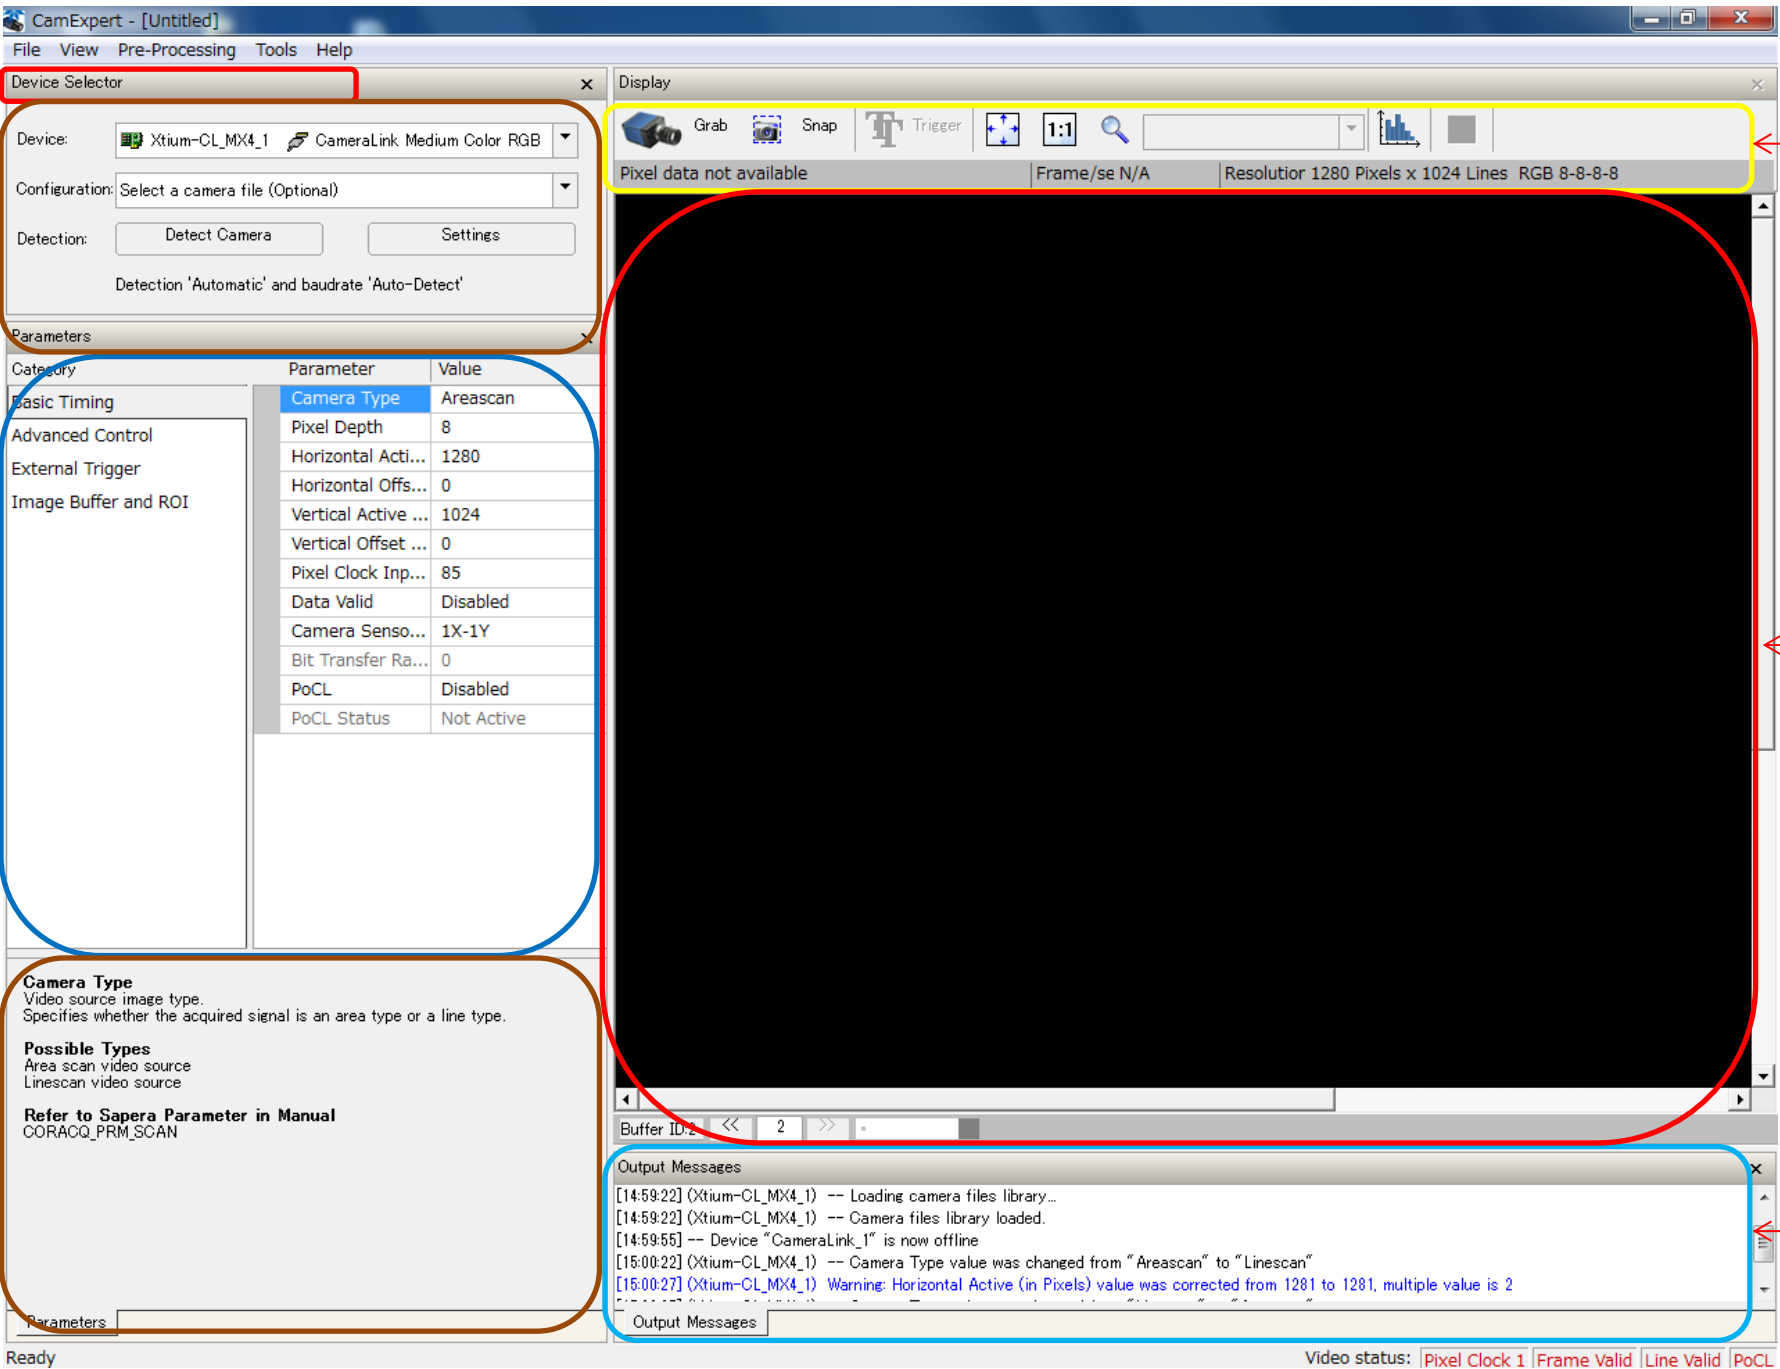 CamExpert - [Untitled]
File View Pre-Processing Tools Help
Device Selector
Device: Xtium-CL_MX4_1 CameraLink Medium Color RGB
Configuration: Select a camera file (Optional)
Detection: Detect Camera Settings
Detection 'Automatic' and baudrate 'Auto-Detect'
Parameters
Category
Basic Timing
Advanced Control
External Trigger
Image Buffer and ROI
Parameter Value
Camera Type Areascan
Pixel Depth 8
Horizontal Acti... 1280
Horizontal Offs... 0
Vertical Active ... 1024
Vertical Offset ... 0
Pixel Clock Inp... 85
Data Valid Disabled
Camera Senso... 1X-1Y
Bit Transfer Ra... 0
PoCL Disabled
PoCL Status Not Active
Camera Type
Video source image type.
Specifies whether the acquired signal is an area type or a line type.
Possible Types
Area scan video source
Linescan video source
Refer to Sapera Parameter in Manual
CORACQ_PRM_SCAN
Parameters
Display
Grab Snap Trigger 1:1
Pixel data not available Frame/se N/A Resolutior 1280 Pixels x 1024 Lines RGB 8-8-8-8
Buffer ID:2 << 2 >>
Output Messages
[14:59:22] (Xtium-CL_MX4_1) -- Loading camera files library...
[14:59:22] (Xtium-CL_MX4_1) -- Camera files library loaded.
[14:59:55] -- Device "CameraLink_1" is now offline
[15:00:22] (Xtium-CL_MX4_1) -- Camera Type value was changed from "Areascan" to "Linescan"
[15:00:27] (Xtium-CL_MX4_1) Warning: Horizontal Active (in Pixels) value was corrected from 1281 to 1281, multiple value is 2
Output Messages
Ready
Video status: Pixel Clock 1 Frame Valid Line Valid PoCL